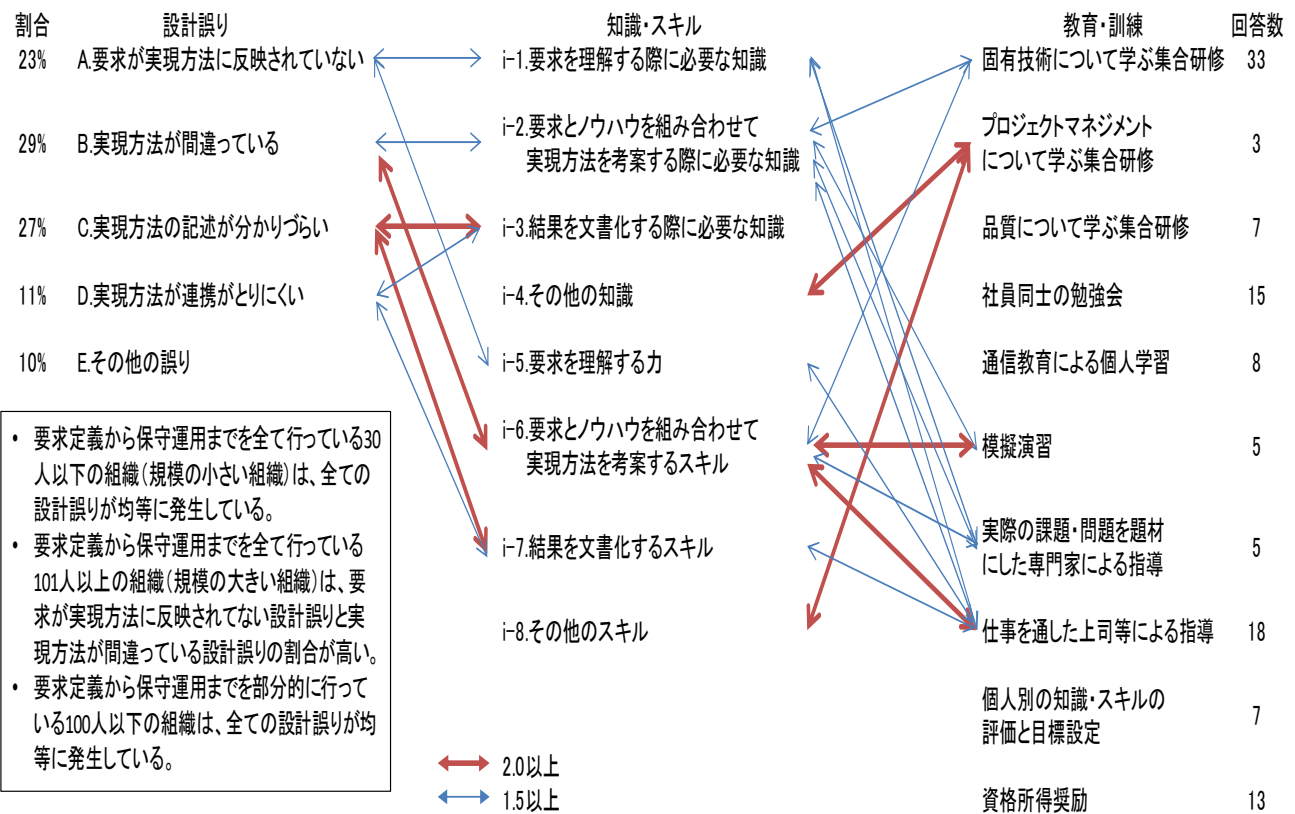 割合 設計誤り 知識・スキル 教育・訓練 回答数
23% A.要求が実現方法に反映されていない i-1.要求を理解する際に必要な知識 固有技術について学ぶ集合研修 33
29% B.実現方法が間違っている i-2.要求とノウハウを組み合わせて
実現方法を考案する際に必要な知識 プロジェクトマネジメント
について学ぶ集合研修 3
27% C.実現方法の記述が分かりづらい i-3.結果を文書化する際に必要な知識 品質について学ぶ集合研修 7
11% D.実現方法が連携がとりにくい i-4.その他の知識 社員同士の勉強会 15
10% E.その他の誤り i-5.要求を理解する力 通信教育による個人学習 8
i-6.要求とノウハウを組み合わせて
実現方法を考案するスキル 模擬演習 5
i-7.結果を文書化するスキル 実際の課題・問題を題材
にした専門家による指導 5
i-8.その他のスキル 仕事を通した上司等による指導 18
個人別の知識・スキルの
評価と目標設定 7
資格所得奨励 13
• 要求定義から保守運用までを全て行っている30
人以下の組織(規模の小さい組織)は、全ての
設計誤りが均等に発生している。
• 要求定義から保守運用までを全て行っている
101人以上の組織(規模の大きい組織)は、要
求が実現方法に反映されてない設計誤りと実
現方法が間違っている設計誤りの割合が高い。
• 要求定義から保守運用までを部分的に行って
いる100人以下の組織は、全ての設計誤りが均
等に発生している。
2.0以上
1.5以上